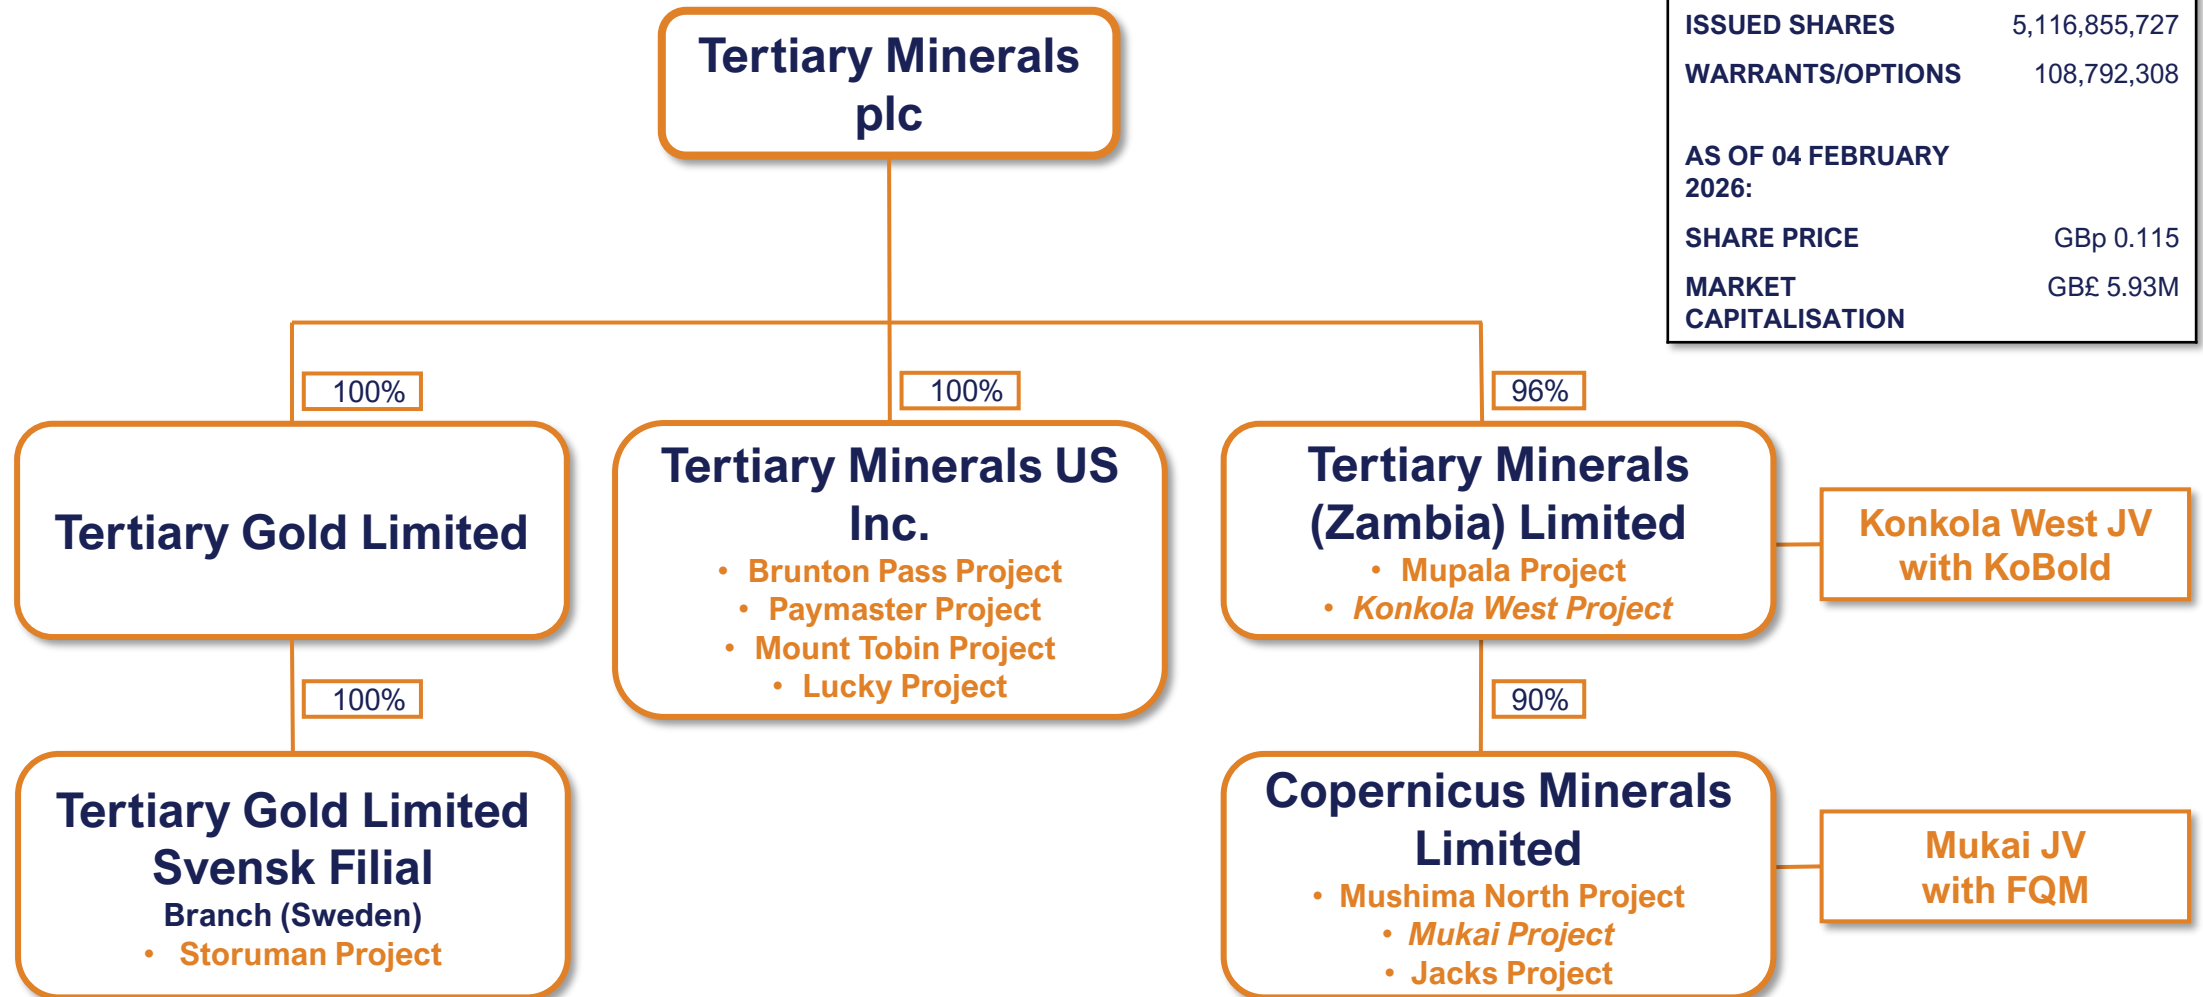 Tertiary Minerals
plc
ISSUED SHARES 5,116,855,727
WARRANTS/OPTIONS 108,792,308
AS OF 04 FEBRUARY
2026:
SHARE PRICE GBp 0.115
MARKET GB£ 5.93M
CAPITALISATION
100%
100%
96%
Tertiary Gold Limited
Tertiary Minerals US
Inc.
• Brunton Pass Project
• Paymaster Project
• Mount Tobin Project
• Lucky Project
Tertiary Minerals
(Zambia) Limited
• Mupala Project
• Konkola West Project
Konkola West JV
with KoBold
100%
90%
Tertiary Gold Limited
Svensk Filial
Branch (Sweden)
• Storuman Project
Copernicus Minerals
Limited
• Mushima North Project
• Mukai Project
• Jacks Project
Mukai JV
with FQM